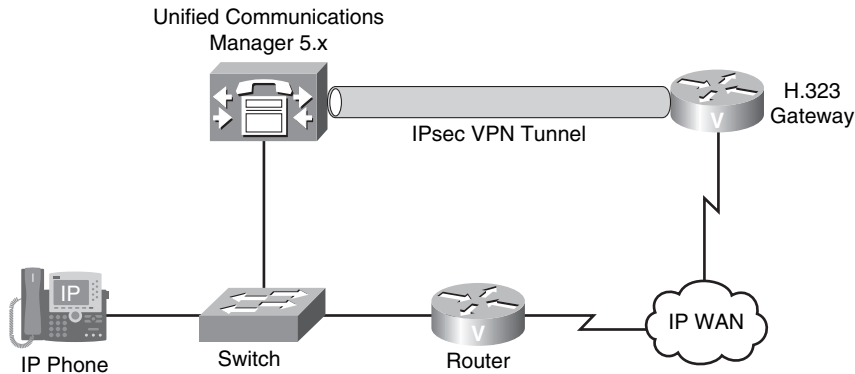 Unified Communications
Manager 5.x
IPsec VPN Tunnel
V
H.323
Gateway
IP
IP Phone
Switch
V
Router
IP WAN